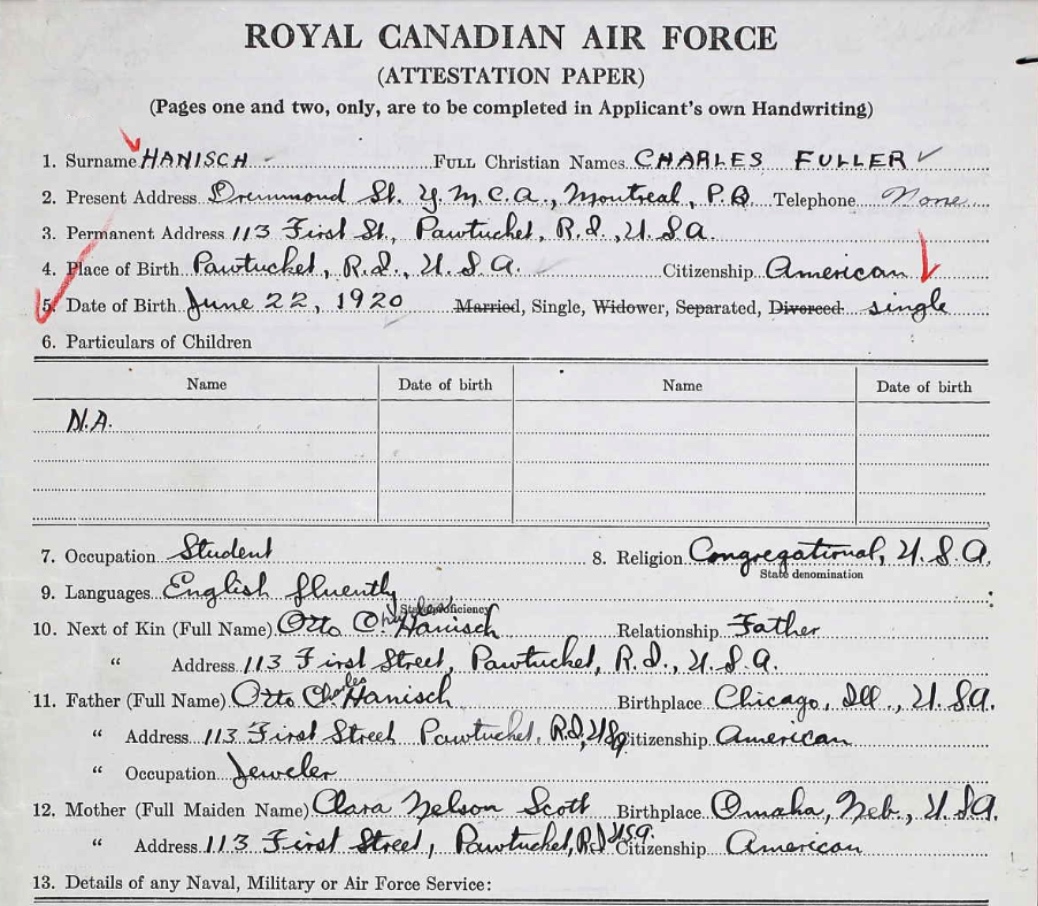 ROYAL CANADIAN AIR FORCE
(ATTESTATION PAPER)
(Pages one and two, only, are to be completed in Applicant's own Handwriting)
1. Surname HANISCH FULL Christian Names CHARLES FULLER
2. Present Address Drummond St. Y.M.C.A., Montreal, P.Q. Telephone None
3. Permanent Address 113 First St., Pawtucket, R.I., U.S.A.
4. Place of Birth Pawtucket, R.I., U.S.A. Citizenship American
5. Date of Birth June 22, 1920 Married, Single, Widower, Separated, Divorced single
6. Particulars of Children
Name Date of birth Name Date of birth
N.A.
7. Occupation Student 8. Religion Congregational, U.S.A.
State denomination
9. Languages English fluently
State proficiency
10. Next of Kin (Full Name) Otto Charles Hanisch Relationship Father
" Address 113 First Street, Pawtucket, R.I., U.S.A.
11. Father (Full Name) Otto Charles Hanisch Birthplace Chicago, Ill., U.S.A.
" Address 113 First Street Pawtucket, R.I., USA Citizenship American
" Occupation Jeweler
12. Mother (Full Maiden Name) Clara Nelson Scott Birthplace Omaha, Neb., U.S.A.
" Address 113 First Street, Pawtucket, R.I. USA. Citizenship American
13. Details of any Naval, Military or Air Force Service: